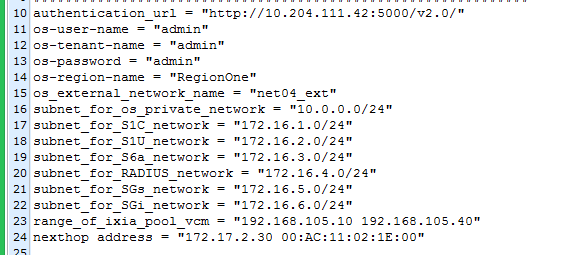 10 authentication_url = "http://10.204.111.42:5000/v2.0/"
11 os-user-name = "admin"
12 os-tenant-name = "admin"
13 os-password = "admin"
14 os-region-name = "RegionOne"
15 os_external_network_name = "net04_ext"
16 subnet_for_os_private_network = "10.0.0.0/24"
17 subnet_for_S1C_network = "172.16.1.0/24"
18 subnet_for_S1U_network = "172.16.2.0/24"
19 subnet_for_S6a_network = "172.16.3.0/24"
20 subnet_for_RADIUS_network = "172.16.4.0/24"
21 subnet_for_SGs_network = "172.16.5.0/24"
22 subnet_for_SGi_network = "172.16.6.0/24"
23 range_of_ixia_pool_vcm = "192.168.105.10 192.168.105.40"
24 nexthop address = "172.17.2.30 00:AC:11:02:1E:00"
25